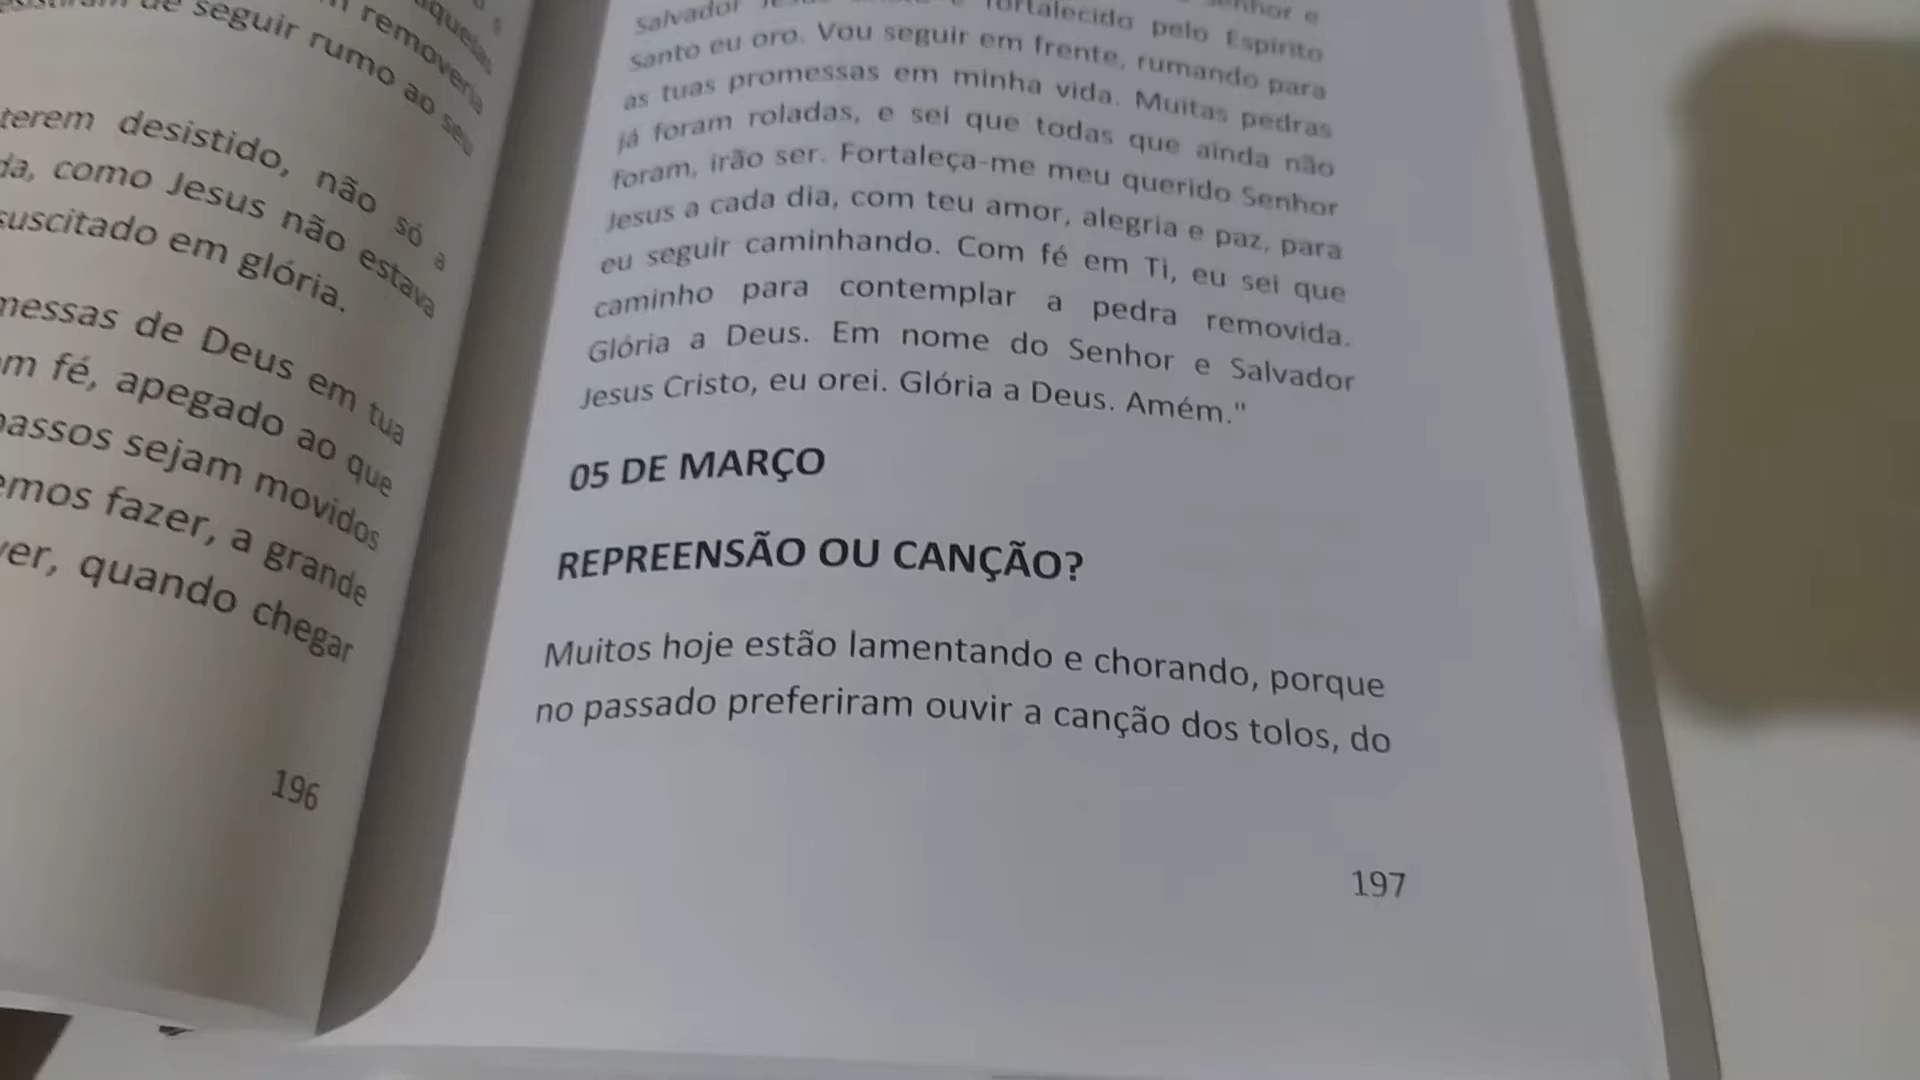 de seguir rumo ao seu
removeria
aquelas
terem desistido, não só a
como Jesus não estava
suscitado em glória.
messas de Deus em tua
m fé, apegado ao que
passos sejam movidos
emos fazer, a grande
ver, quando chegar
196
Senhor e
Salvador fortalecido pelo Espírito
Santo eu oro. Vou seguir em frente, rumando para
as tuas promessas em minha vida. Muitas pedras
já foram roladas, e sei que todas que ainda não
foram, irão ser. Fortaleça-me meu querido Senhor
Jesus a cada dia, com teu amor, alegria e paz, para
eu seguir caminhando. Com fé em Ti, eu sei que
caminho para contemplar a pedra removida.
Glória a Deus. Em nome do Senhor e Salvador
Jesus Cristo, eu orei. Glória a Deus. Amém."
05 DE MARÇO
REPREENSÃO OU CANÇÃO?
Muitos hoje estão lamentando e chorando, porque
no passado preferiram ouvir a canção dos tolos, do
197